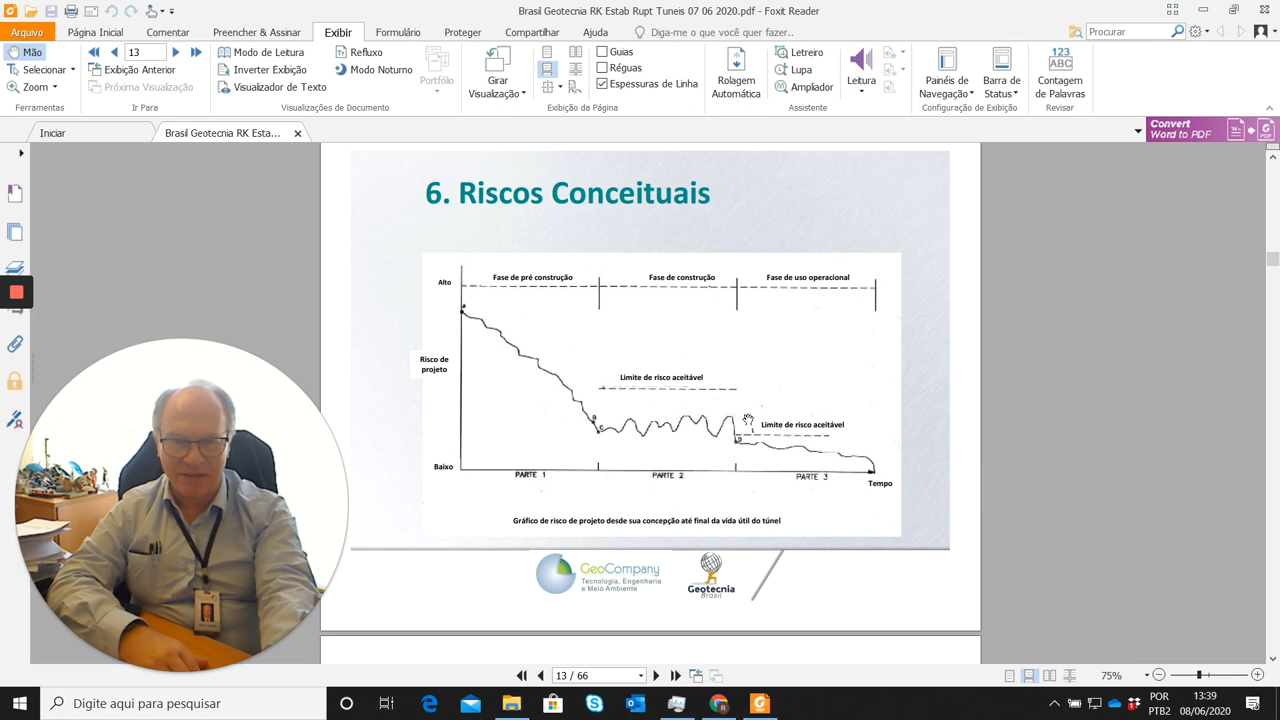 Brasil Geotecnia RK Estab Rupt Tuneis 07 06 2020.pdf - Foxit Reader
Arquivo Página Inicial Comentar Preencher & Assinar Exibir Formulário Proteger Compartilhar Ajuda Diga-me o que você quer fazer.. Procurar
Mão
Selecionar
Zoom
Ferramentas
13
Exibição Anterior
Próxima Visualização
Ir Para
Modo de Leitura
Inverter Exibição
Visualizador de Texto
Refluxo
Modo Noturno
Portfólio
Visualizações de Documento
Girar
Visualização
Guias
Réguas
Espessuras de Linha
Exibição da Página
Rolagem
Automática
Letreiro
Lupa
Ampliador
Assistente
Leitura
Painéis de
Navegação
Barra de
Status
Configuração de Exibição
123
ABC
Contagem
de Palavras
Revisar
Iniciar
Brasil Geotecnia RK Esta...
Convert
Word to PDF
PDF
6. Riscos Conceituais
Alto
Fase de pré construção
Fase de construção
Fase de uso operacional
A
Risco de
projeto
Limite de risco aceitável
B
C
Limite de risco aceitável
D
Baixo
PARTE 1
PARTE 2
PARTE 3
Tempo
Gráfico de risco de projeto desde sua concepção até final da vida útil do túnel
GeoCompany
Tecnologia, Engenharia
e Meio Ambiente
Geotecnia
Brasil
13 / 66
75%
Digite aqui para pesquisar
POR
PTB2
13:39
08/06/2020